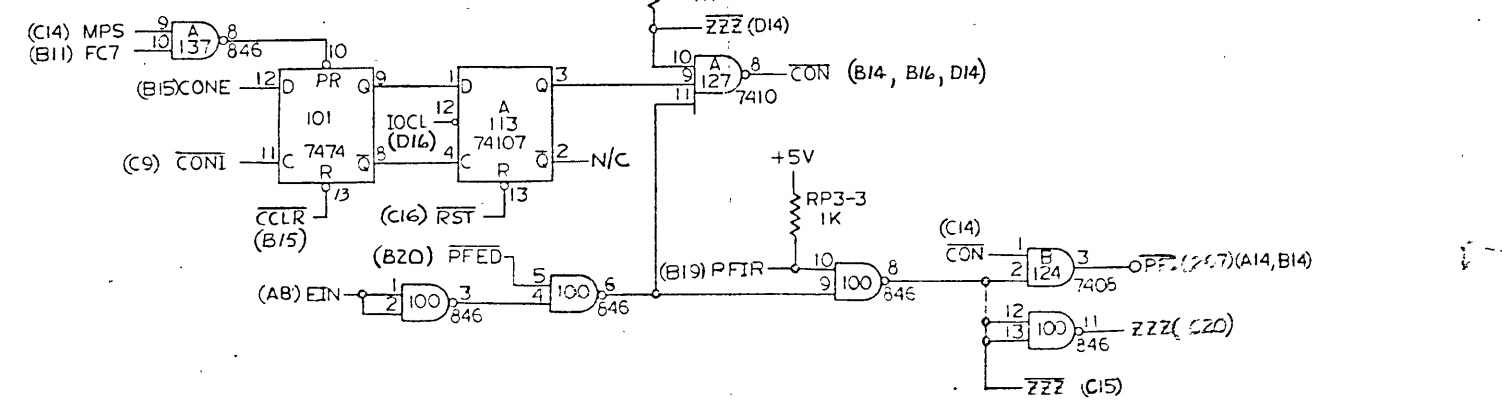 (C14) MPS 9 A 8
(B11) FC7 10 137 846
10
(B15) CONE 12 D PR Q 9
101
7474
(C9) CONI 11 C R Q 8
13
CCLR
(B15)
1 D Q 3
IOCL 12 A
(D16) 113
74107
4 C Q 2 N/C
R
13
(C16) RST
ZZZ (D14)
10 A 8 CON (B14, B16, D14)
9 127
11 7410
+5V
RP3-3
1K
(B20) PFED
(A8) EIN 1 100 3
2 846
5 100 6
4 846
(B19) PFIR 10 100 8
9 846
(C14)
CON 1 B 3
2 124
(A14, B14)
12 100 11 ZZZ
13 846
ZZZ (C15)